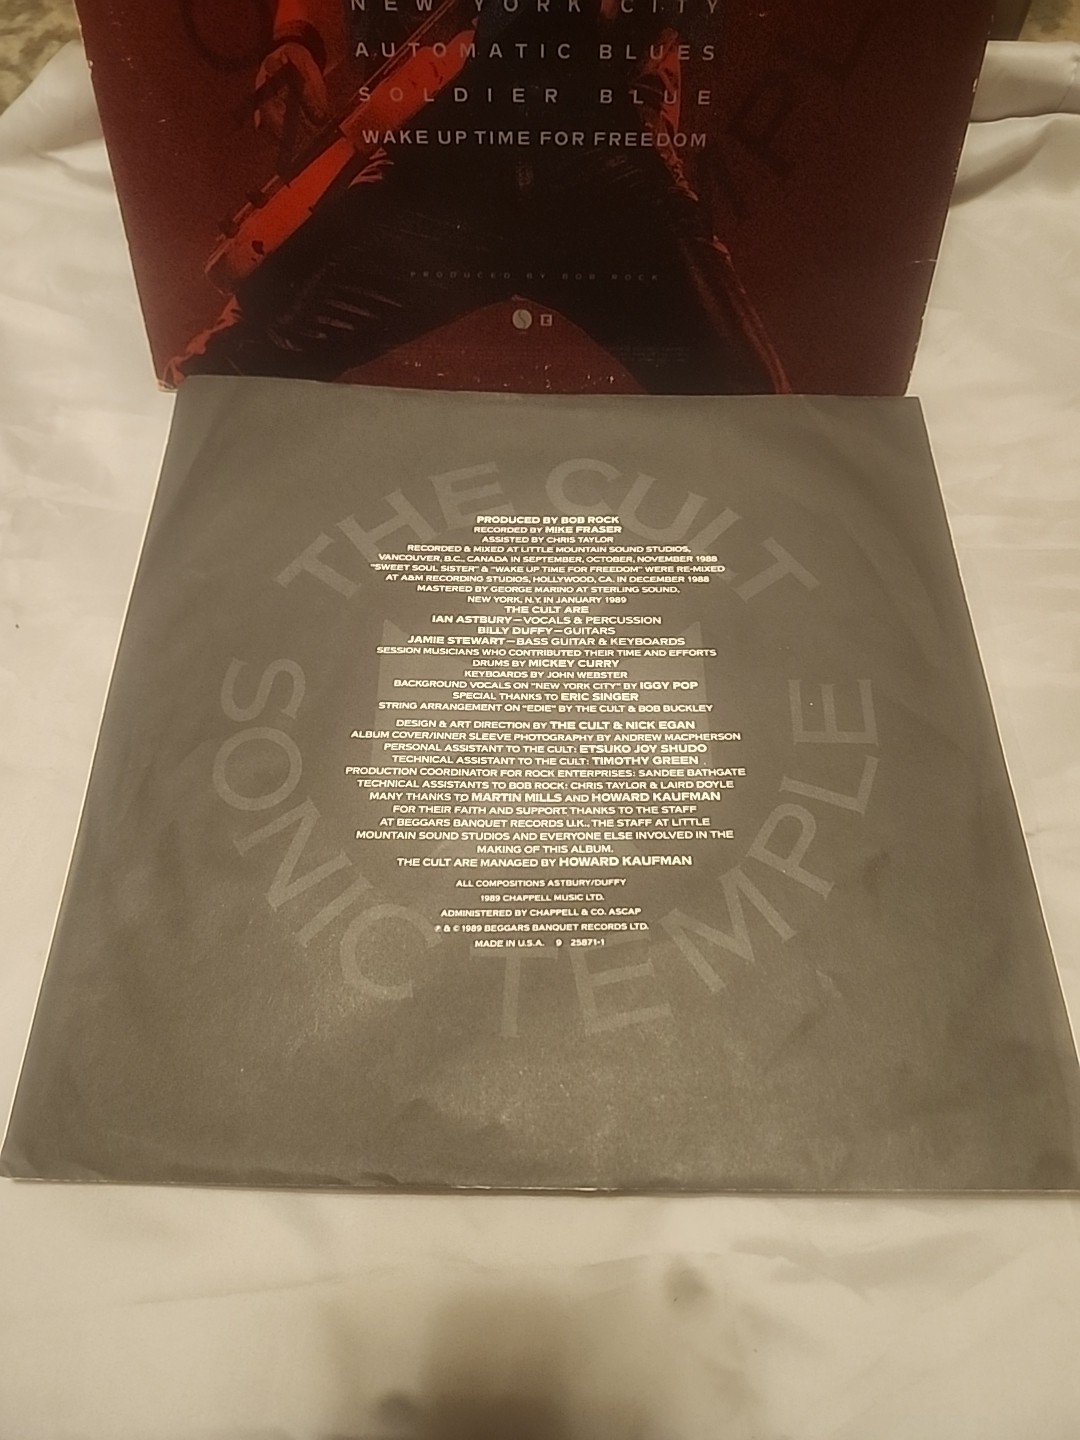 NEW YORK CITY
AUTOMATIC BLUES
SOLDIER BLUE
WAKE UP TIME FOR FREEDOM
PRODUCED BY BOB ROCK
THE CULT
SONIC TEMPLE
PRODUCED BY BOB ROCK
RECORDED BY MIKE FRASER
ASSISTED BY CHRIS TAYLOR
RECORDED & MIXED AT LITTLE MOUNTAIN SOUND STUDIOS,
VANCOUVER, B.C., CANADA IN SEPTEMBER, OCTOBER, NOVEMBER 1988
"SWEET SOUL SISTER" & "WAKE UP TIME FOR FREEDOM" WERE RE-MIXED
AT A&M RECORDING STUDIOS, HOLLYWOOD, CA. IN DECEMBER 1988
MASTERED BY GEORGE MARINO AT STERLING SOUND,
NEW YORK, N.Y. IN JANUARY 1989
THE CULT ARE
IAN ASTBURY—VOCALS & PERCUSSION
BILLY DUFFY—GUITARS
JAMIE STEWART—BASS GUITAR & KEYBOARDS
SESSION MUSICIANS WHO CONTRIBUTED THEIR TIME AND EFFORTS
DRUMS BY MICKEY CURRY
KEYBOARDS BY JOHN WEBSTER
BACKGROUND VOCALS ON "NEW YORK CITY" BY IGGY POP
SPECIAL THANKS TO ERIC SINGER
STRING ARRANGEMENT ON "EDIE" BY THE CULT & BOB BUCKLEY
DESIGN & ART DIRECTION BY THE CULT & NICK EGAN
ALBUM COVER/INNER SLEEVE PHOTOGRAPHY BY ANDREW MACPHERSON
PERSONAL ASSISTANT TO THE CULT: ETSUKO JOY SHUDO
TECHNICAL ASSISTANT TO THE CULT: TIMOTHY GREEN
PRODUCTION COORDINATOR FOR ROCK ENTERPRISES: SANDEE BATHGATE
TECHNICAL ASSISTANTS TO BOB ROCK: CHRIS TAYLOR & LAIRD DOYLE
MANY THANKS TO MARTIN MILLS AND HOWARD KAUFMAN
FOR THEIR FAITH AND SUPPORT. THANKS TO THE STAFF
AT BEGGARS BANQUET RECORDS U.K., THE STAFF AT LITTLE
MOUNTAIN SOUND STUDIOS AND EVERYONE ELSE INVOLVED IN THE
MAKING OF THIS ALBUM.
THE CULT ARE MANAGED BY HOWARD KAUFMAN
ALL COMPOSITIONS ASTBURY/DUFFY
1989 CHAPPELL MUSIC LTD.
ADMINISTERED BY CHAPPELL & CO. ASCAP
℗ & © 1989 BEGGARS BANQUET RECORDS LTD.
MADE IN U.S.A. 9 25871-1